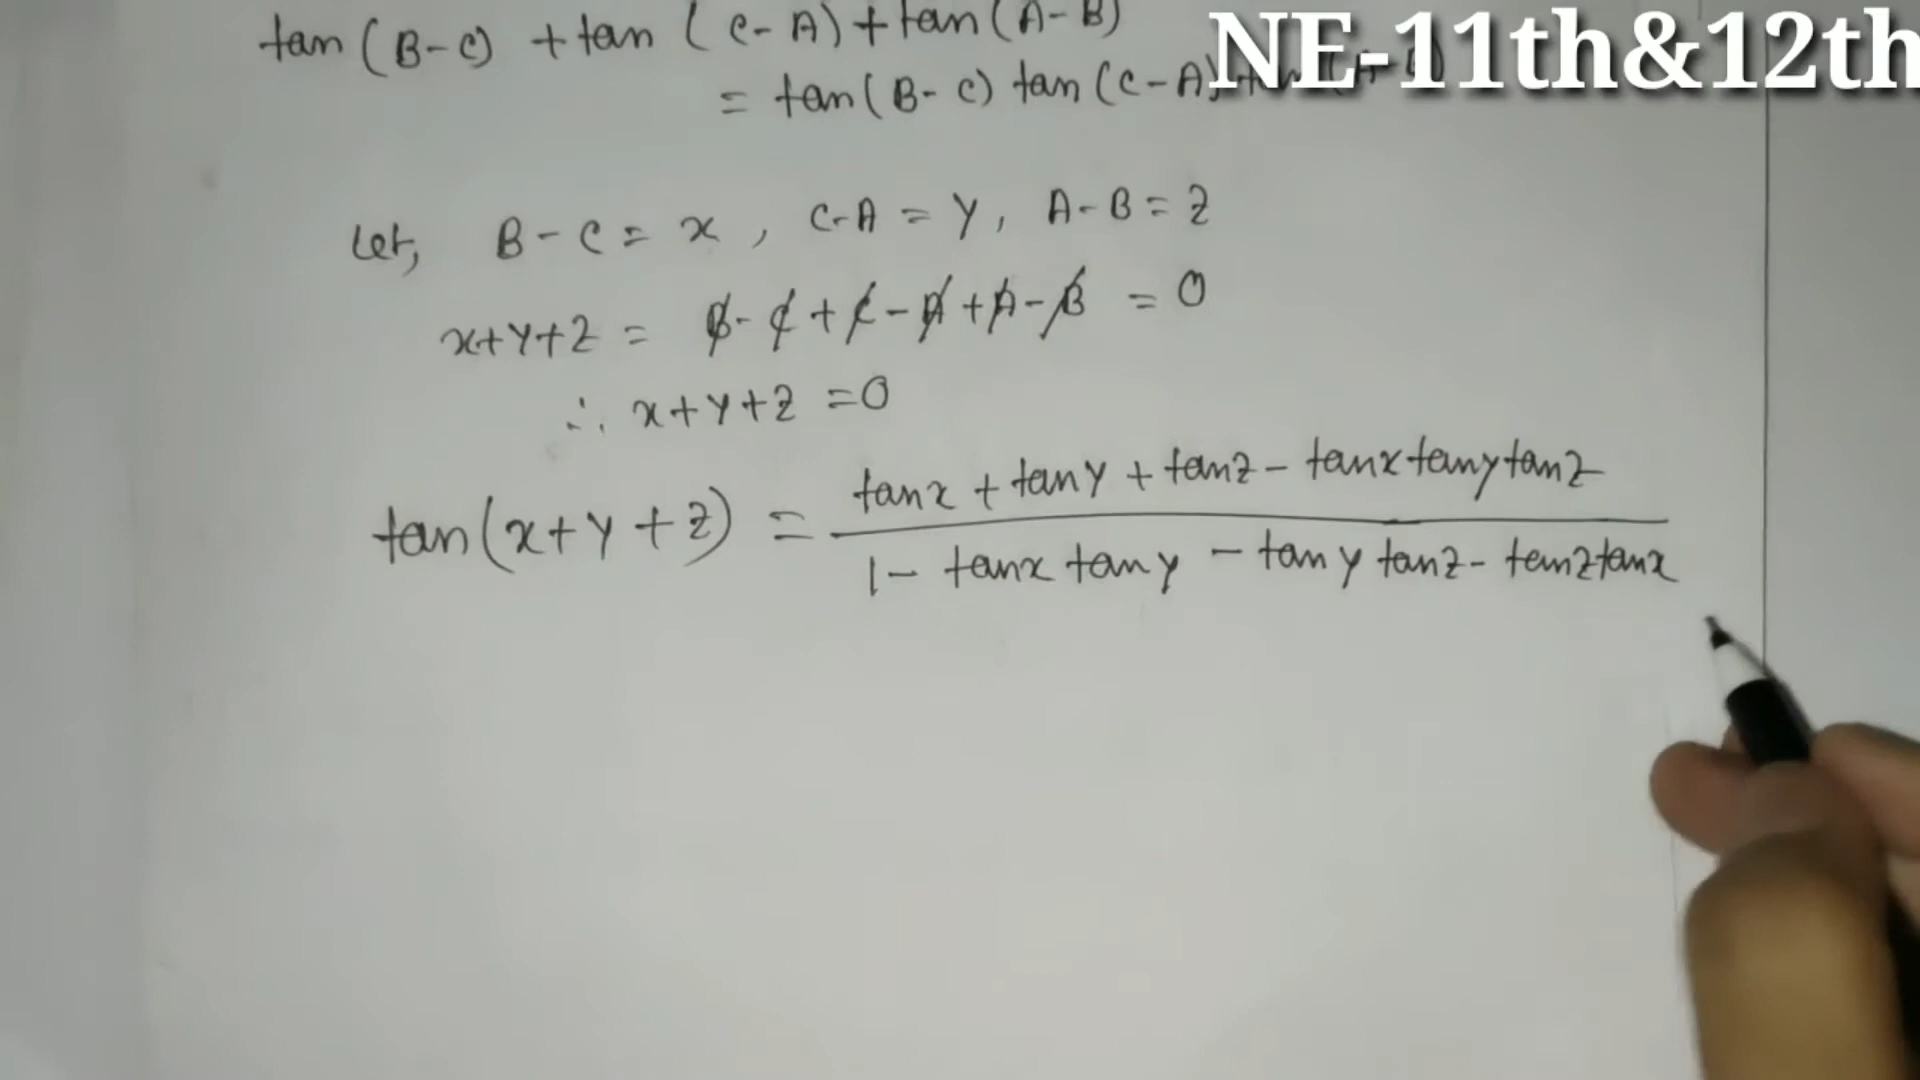 tan (B-C) + tan (C-A) + tan (A-B)
NE-11th&12th
= tan (B-C) tan (C-A)
Let, B-C = x, C-A = y, A-B = z
x+y+z = B-C+C-A+A-B = 0
∴ x+y+z = 0
tan(x+y+z) = tanx + tany + tanz - tanx tany tanz
1 - tanx tany - tany tanz - tanz tanx